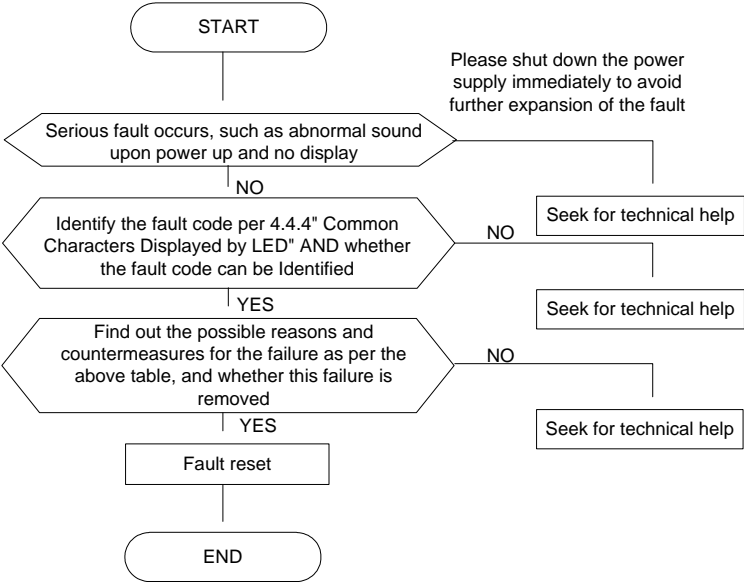 START
Please shut down the power
supply immediately to avoid
further expansion of the fault
Serious fault occurs, such as abnormal sound
upon power up and no display
NO
Seek for technical help
Identify the fault code per 4.4.4" Common
Characters Displayed by LED" AND whether
the fault code can be Identified
NO
YES
Seek for technical help
Find out the possible reasons and
countermeasures for the failure as per the
above table, and whether this failure is
removed
NO
YES
Seek for technical help
Fault reset
END